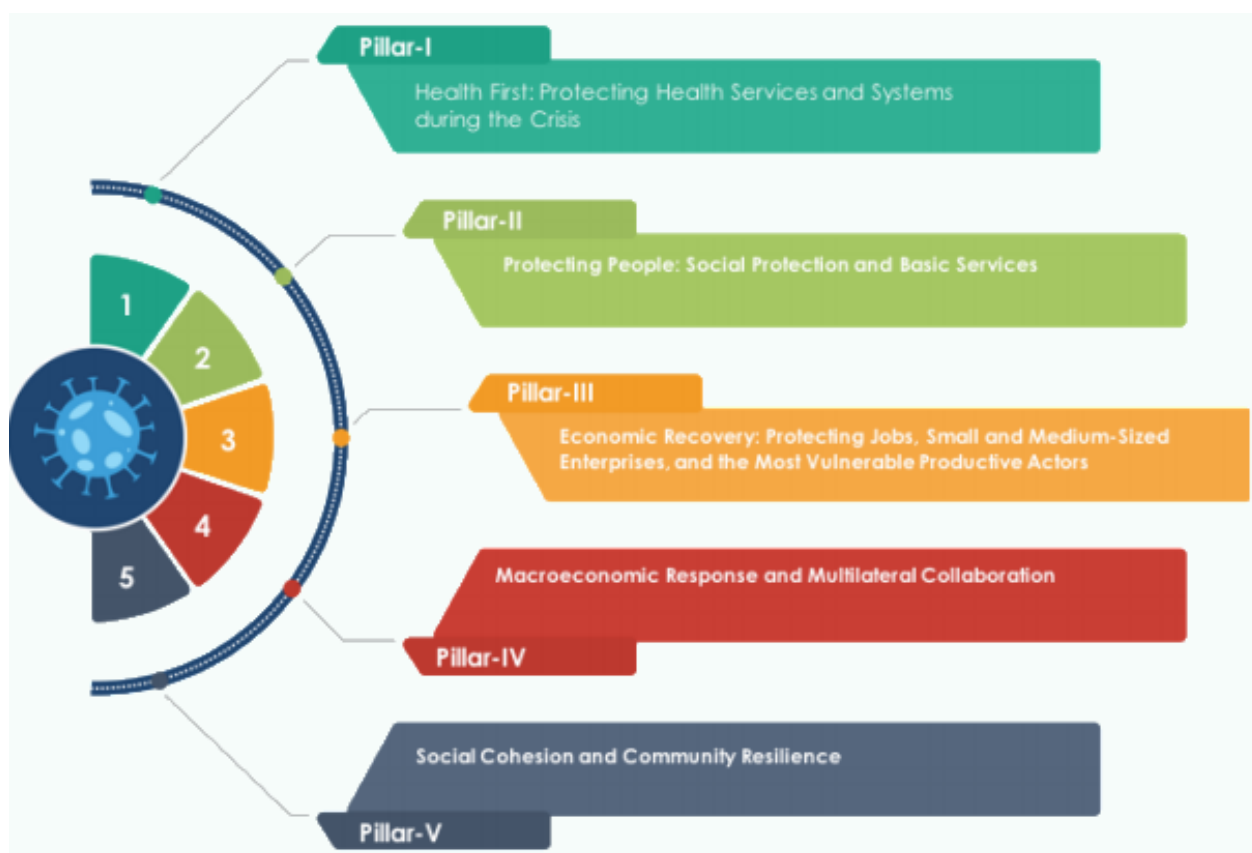 Pillar-I
Health First: Protecting Health Services and Systems
during the Crisis
Pillar-II
Protecting People: Social Protection and Basic Services
1
2
3
4
5
Pillar-III
Economic Recovery: Protecting Jobs, Small and Medium-Sized
Enterprises, and the Most Vulnerable Productive Actors
Macroeconomic Response and Multilateral Collaboration
Pillar-IV
Social Cohesion and Community Resilience
Pillar-V